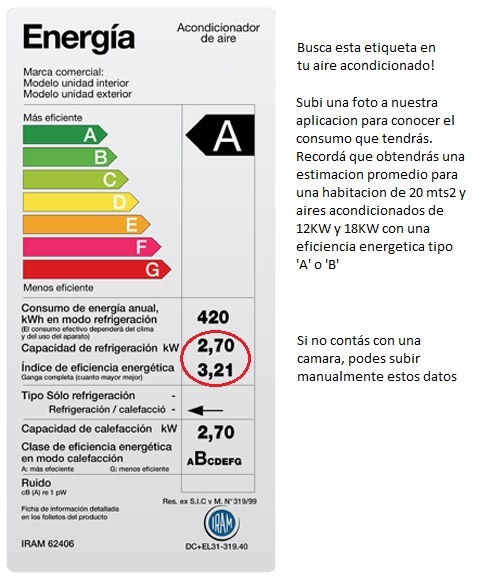 Energía
Acondicionador
de aire
Marca comercial:
Modelo unidad interior
Modelo unidad exterior
Más eficiente
A
A
B
C
D
E
F
G
Menos eficiente
Consumo de energía anual,
kWh en modo refrigeración
(El consumo efectivo dependerá del clima
y del uso del aparato)
420
Capacidad de refrigeración kW 2,70
Índice de eficiencia energética 3,21
Ganga completa (cuanto mayor mejor)
Tipo Sólo refrigeración -
Refrigeración / calefacció -
Capacidad de calefacción kW 2,70
Clase de eficiencia energética
en modo calefacción
ABCDEFG
A: más efeciente G: menos eficiente
Ruido
cB (A) re 1 pW
Res. ex S.I.C y M. N°319/99
Ficha de información detallada
en los folletos del producto
IRAM
IRAM 62406
DC+EL31-319.40
Busca esta etiqueta en
tu aire acondicionado!
Subi una foto a nuestra
aplicacion para conocer el
consumo que tendrás.
Recordá que obtendrás una
estimacion promedio para
una habitacion de 20 mts2 y
aires acondicionados de
12KW y 18KW con una
eficiencia energetica tipo
'A' o 'B'
Si no contás con una
camara, podes subir
manualmente estos datos